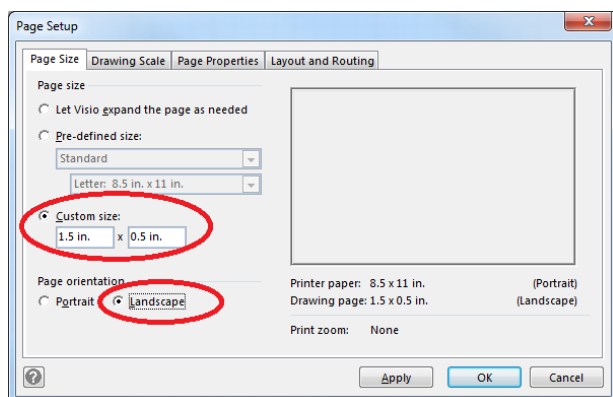 Page Setup
Page Size Drawing Scale Page Properties Layout and Routing
Page size
Let Visio expand the page as needed
Pre-defined size:
Standard
Letter: 8.5 in. x 11 in.
Custom size:
1.5 in. x 0.5 in.
Page orientation
Portrait Landscape
Printer paper: 8.5 x 11 in. (Portrait)
Drawing page: 1.5 x 0.5 in. (Landscape)
Print zoom: None
Apply OK Cancel